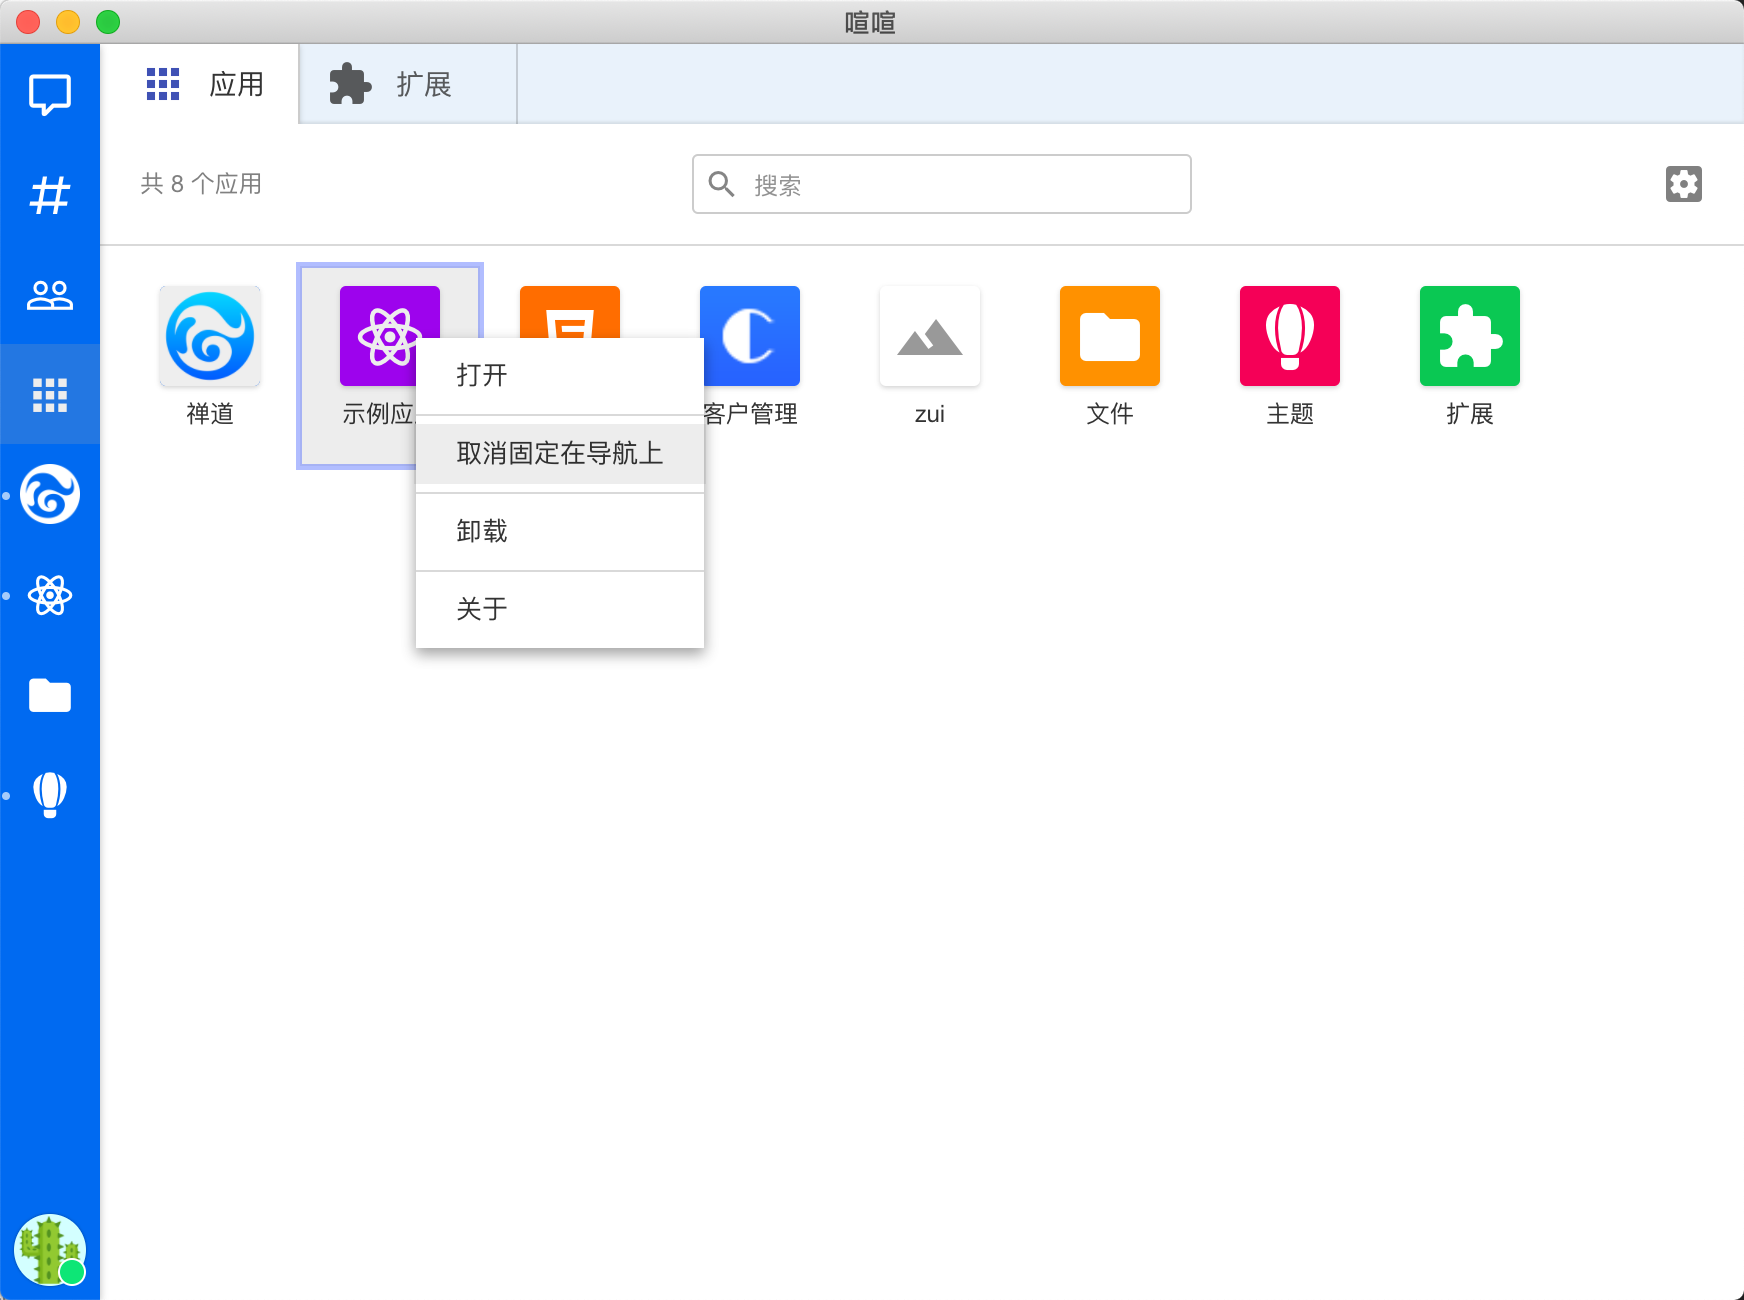 喧喧
应用
扩展
共 8 个应用
搜索
禅道
示例应
客户管理
zui
文件
主题
扩展
打开
取消固定在导航上
卸载
关于